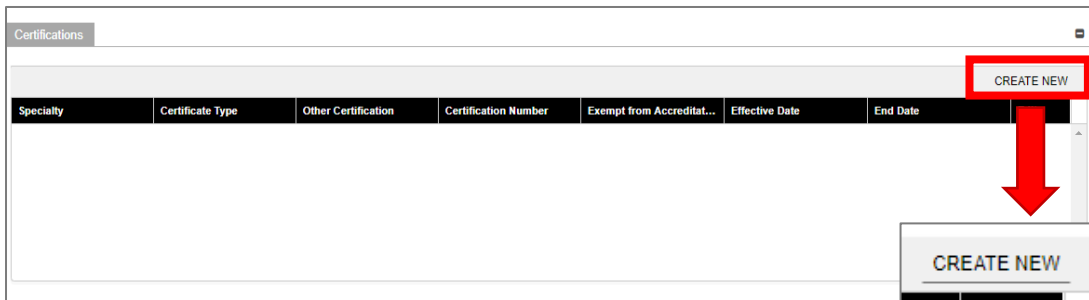 Certifications
CREATE NEW
Specialty Certificate Type Other Certification Certification Number Exempt from Accreditat... Effective Date End Date
CREATE NEW